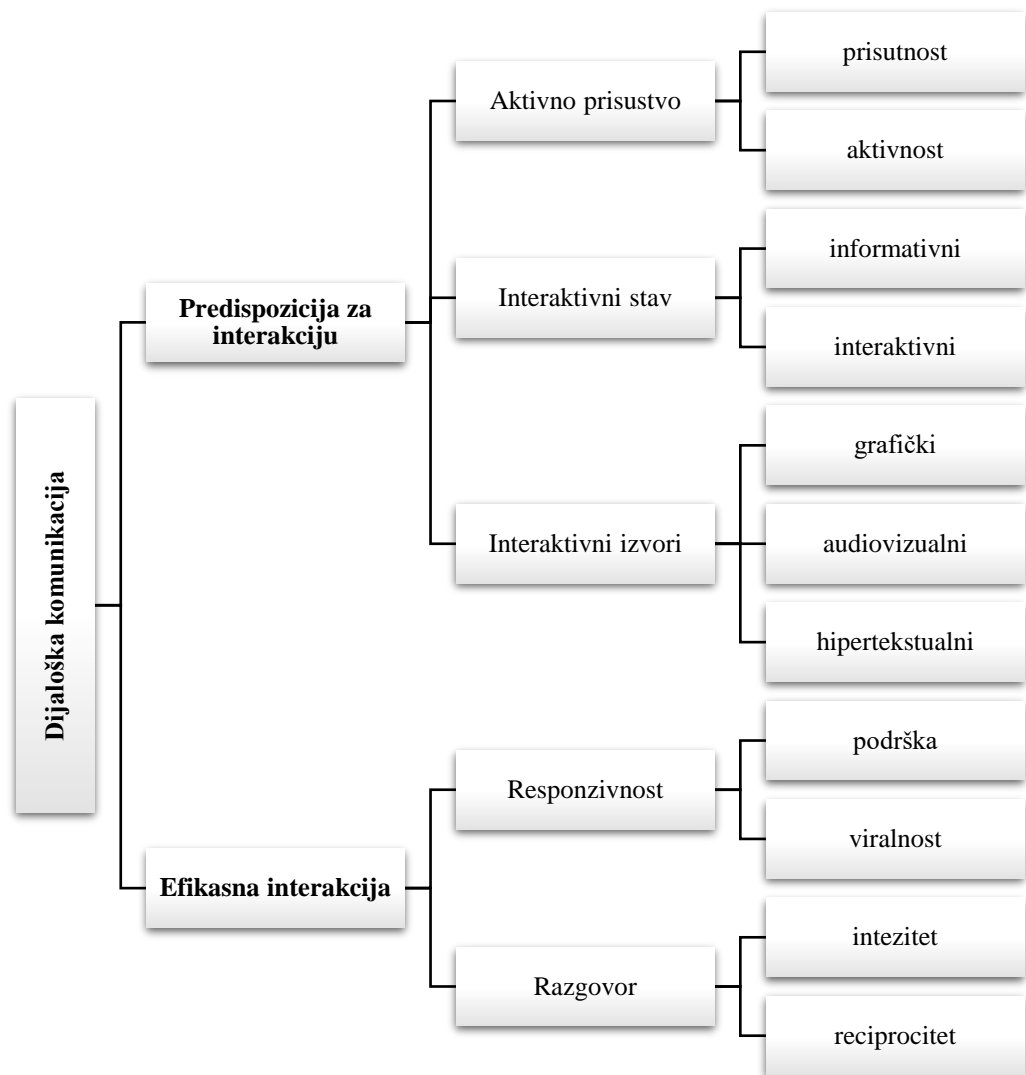 Dijaloška komunikacija
Predispozicija za
interakciju
Aktivno prisustvo
prisutnost
aktivnost
Interaktivni stav
informativni
interaktivni
Interaktivni izvori
grafički
audiovizualni
hipertekstualni
Efikasna interakcija
Responzivnost
podrška
viralnost
Razgovor
intezitet
reciprocitet